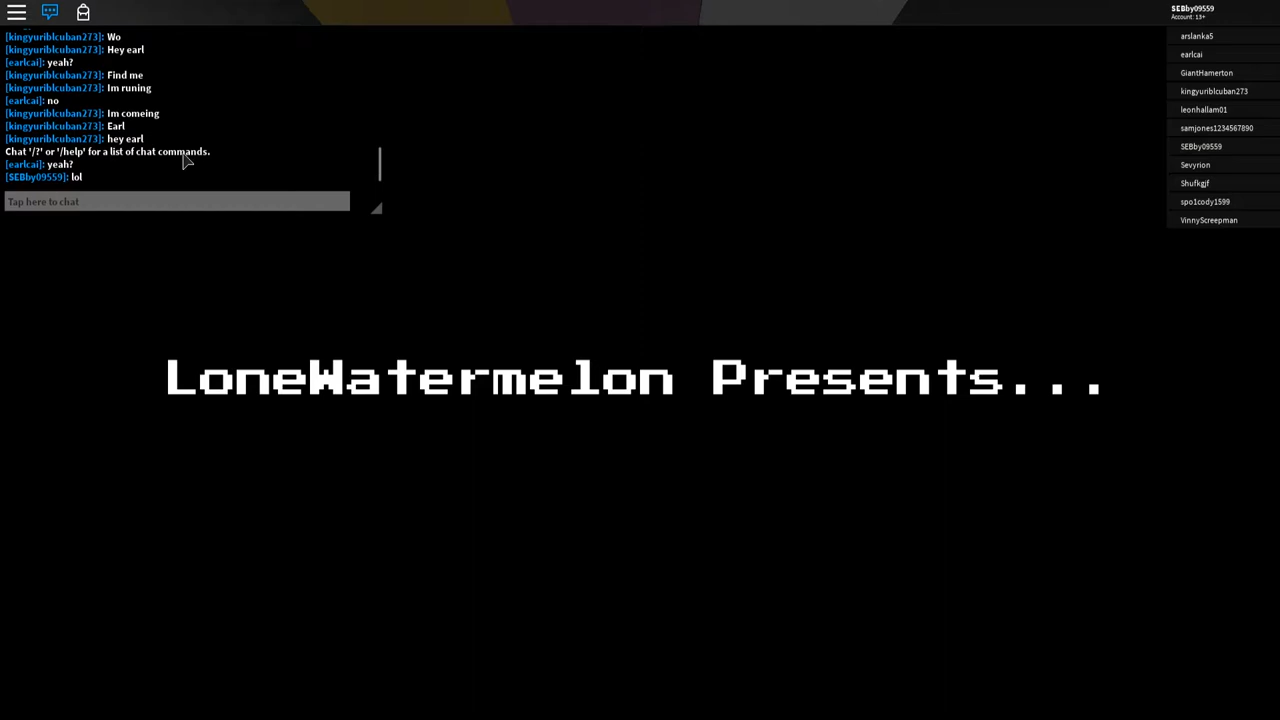 SEBby09559
Account: 13+
[kingyuriblcuban273]: Wo
[kingyuriblcuban273]: Hey earl
[earlcai]: yeah?
[kingyuriblcuban273]: Find me
[kingyuriblcuban273]: Im runing
[earlcai]: no
[kingyuriblcuban273]: Im comeing
[kingyuriblcuban273]: Earl
[kingyuriblcuban273]: hey earl
Chat '/?' or '/help' for a list of chat commands.
[earlcai]: yeah?
[SEBby09559]: lol
Tap here to chat
arslanka5
earlcai
GiantHamerton
kingyuriblcuban273
leonhallam01
samjones1234567890
SEBby09559
Sevyrion
Shufkgjf
spo1cody1599
VinnyScreepman
LoneWatermelon Presents...